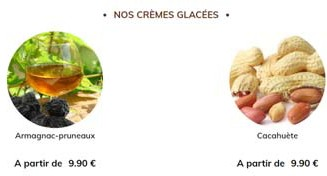 • NOS CRÈMES GLACÉES •
Armagnac-pruneaux
Cacahuète
A partir de 9.90 €
A partir de 9.90 €